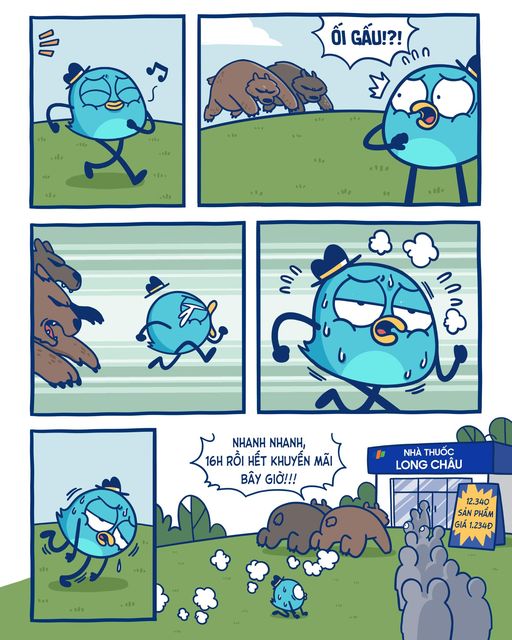 ỐI GẤU!?!
NHANH NHANH,
16H RỒI HẾT KHUYẾN MÃI
BÂY GIỜ!!!
NHÀ THUỐC
LONG CHÂU
12.340
SẢN PHẨM
GIÁ 1.234Đ